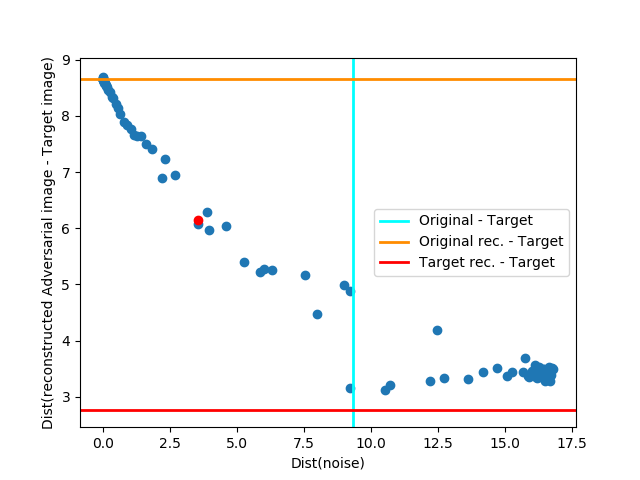 Dist(reconstructed Adversarial image - Target image)
9
8
7
6
5
4
3
Original - Target
Original rec. - Target
Target rec. - Target
0.0 2.5 5.0 7.5 10.0 12.5 15.0 17.5
Dist(noise)